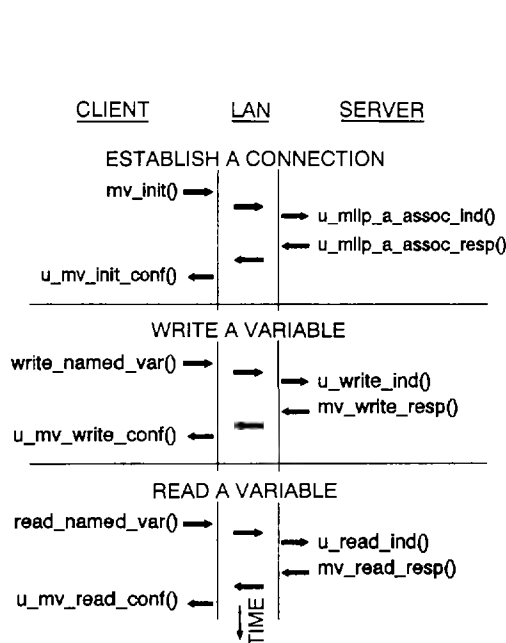 CLIENT LAN SERVER
ESTABLISH A CONNECTION
mv_init()
u_mllp_a_assoc_ind()
u_mllp_a_assoc_resp()
u_mv_init_conf()
WRITE A VARIABLE
write_named_var()
u_write_ind()
mv_write_resp()
u_mv_write_conf()
READ A VARIABLE
read_named_var()
u_read_ind()
mv_read_resp()
u_mv_read_conf()
TIME